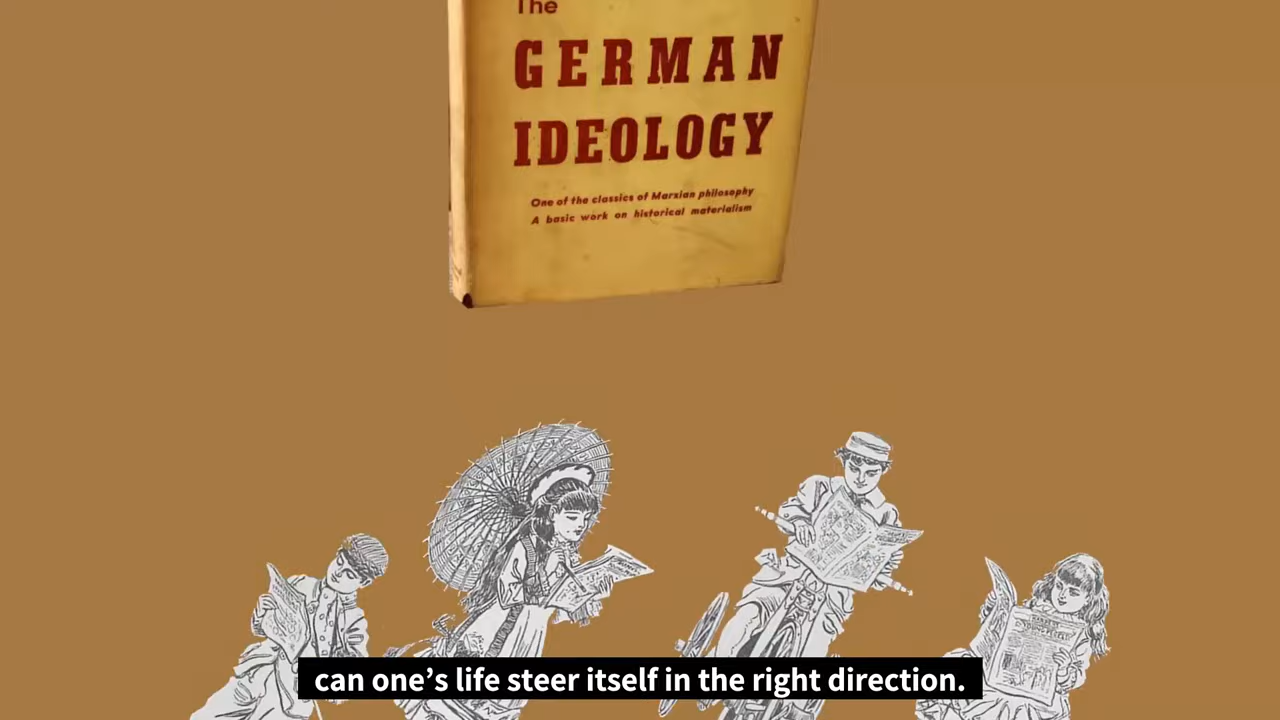 The
GERMAN
IDEOLOGY
One of the classics of Marxian philosophy
A basic work on historical materialism
can one’s life steer itself in the right direction.